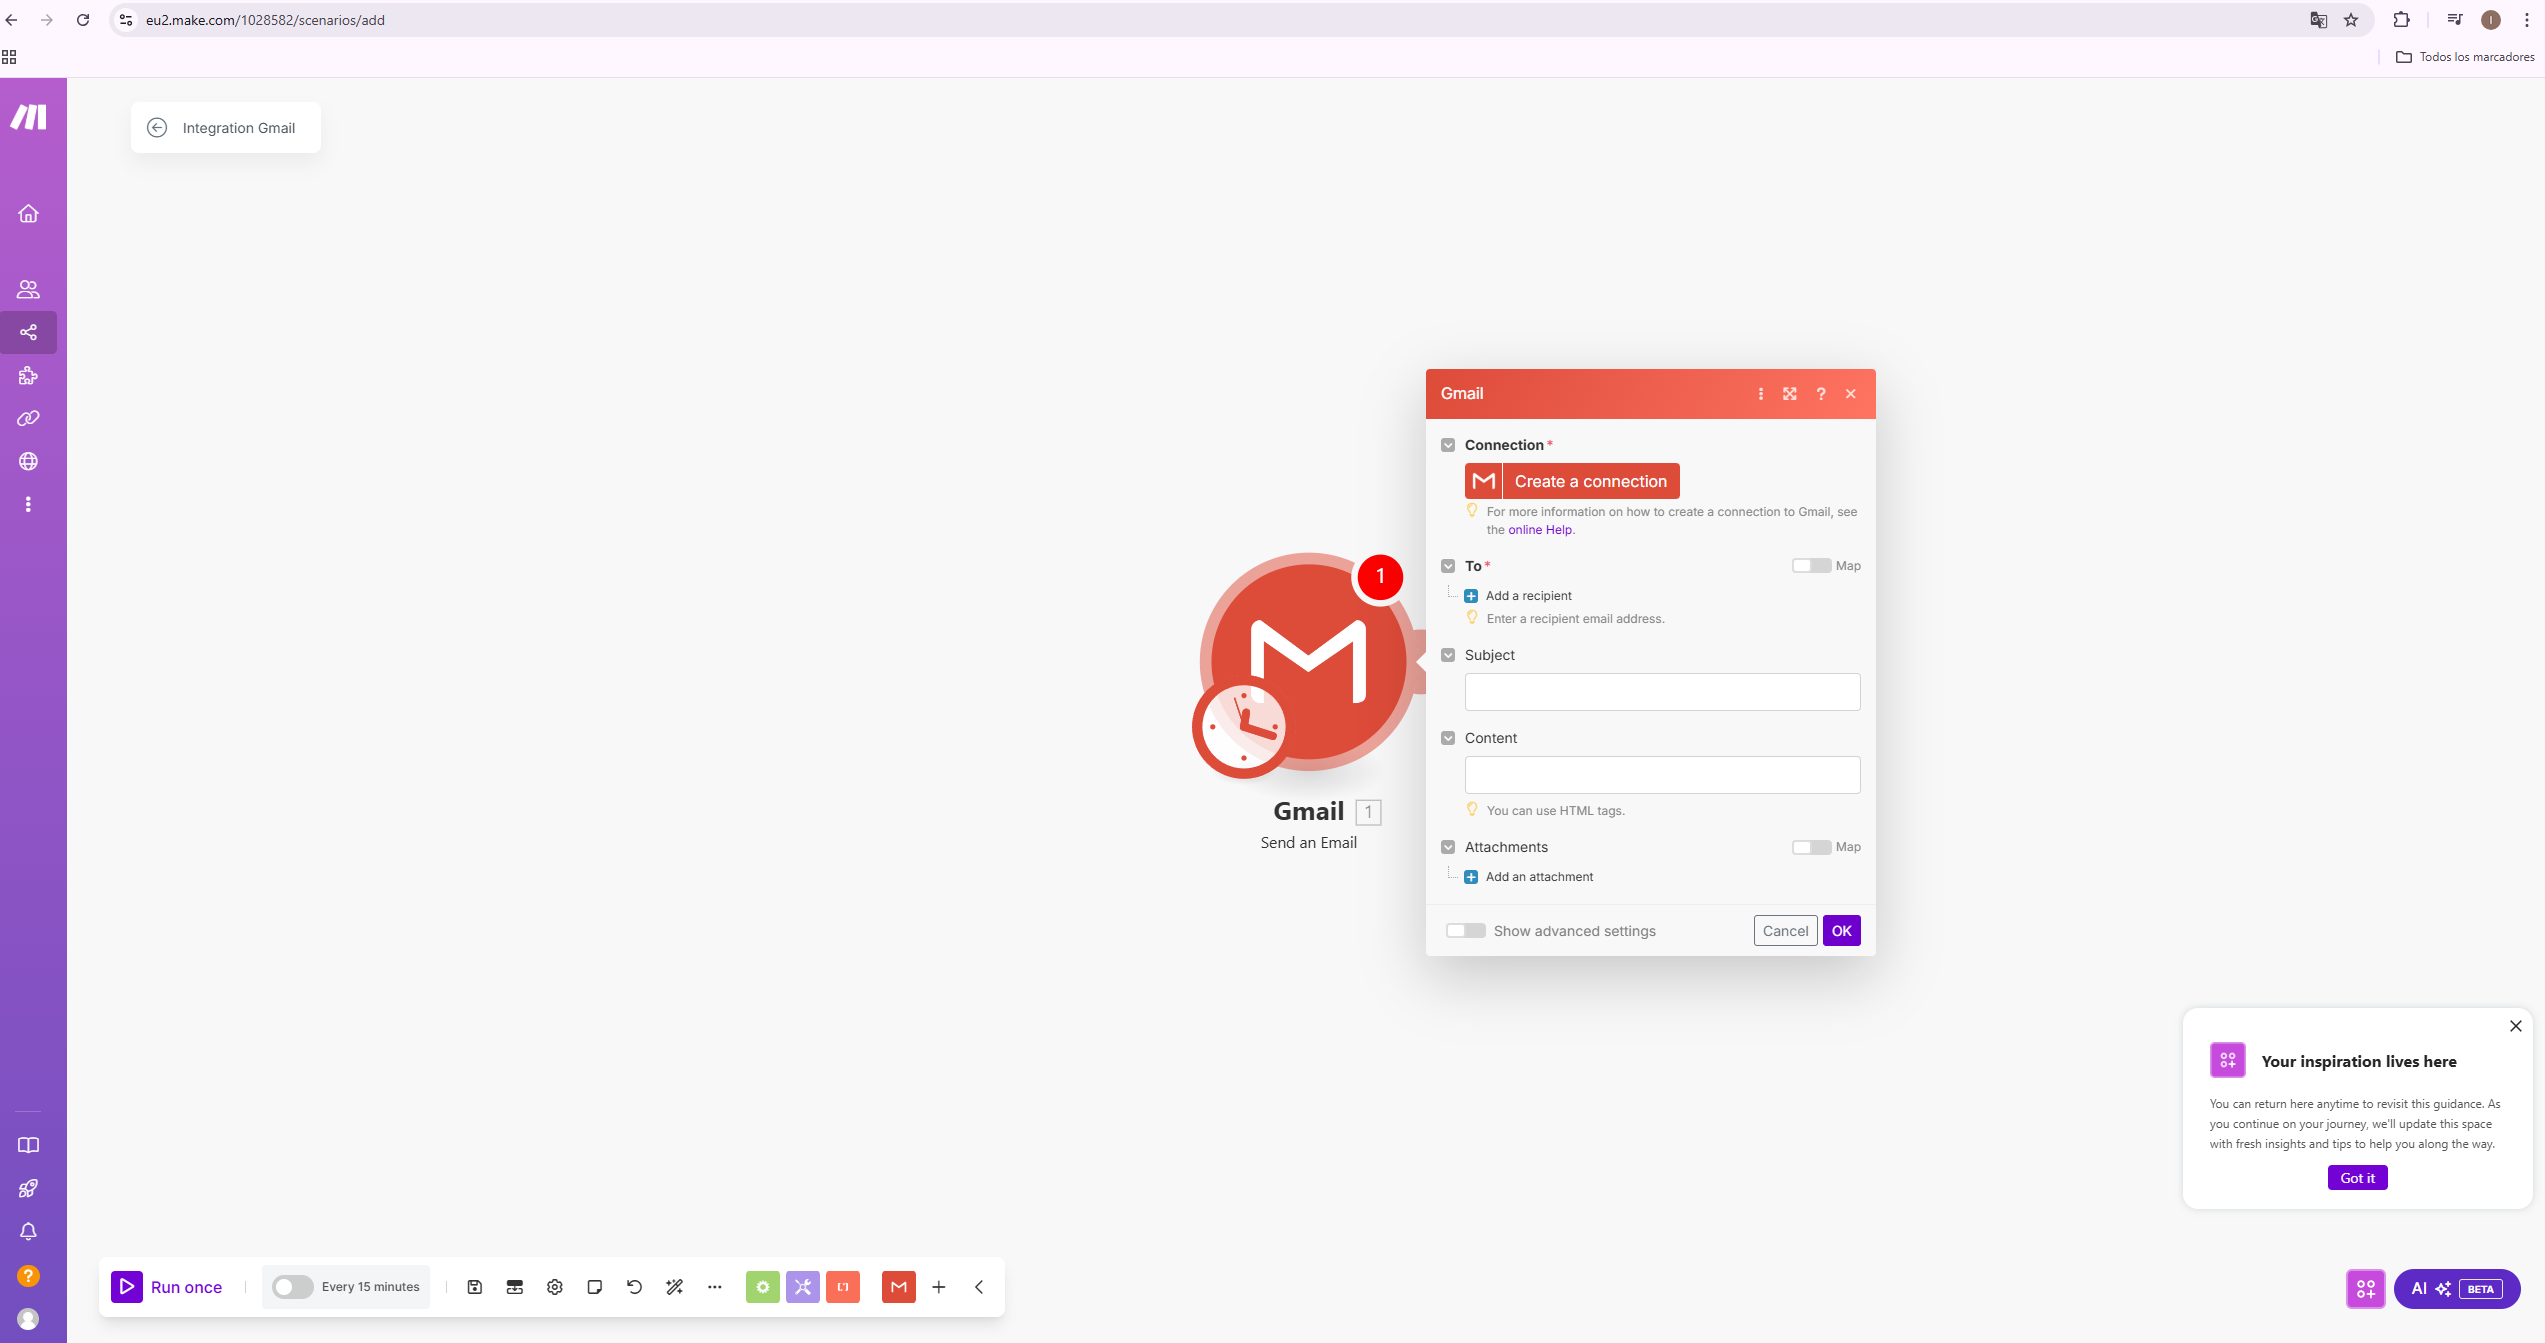 eu2.make.com/1028582/scenarios/add
Todos los marcadores
Integration Gmail
Gmail
Connection *
Create a connection
For more information on how to create a connection to Gmail, see
the online Help.
To *
Map
Add a recipient
Enter a recipient email address.
Subject
Content
You can use HTML tags.
Attachments
Map
Add an attachment
Show advanced settings
Cancel
OK
1
Gmail 1
Send an Email
Your inspiration lives here
You can return here anytime to revisit this guidance. As
you continue on your journey, we'll update this space
with fresh insights and tips to help you along the way.
Got it
Run once
Every 15 minutes
AI BETA